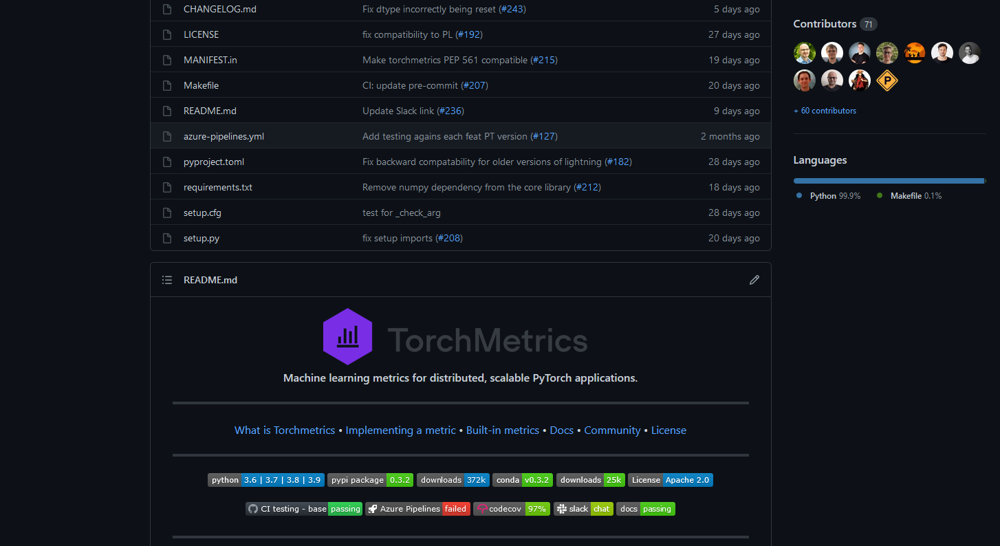 CHANGELOG.md Fix dtype incorrectly being reset (#243) 5 days ago
LICENSE fix compatibility to PL (#192) 27 days ago
MANIFEST.in Make torchmetrics PEP 561 compatible (#215) 19 days ago
Makefile CI: update pre-commit (#207) 20 days ago
README.md Update Slack link (#236) 9 days ago
azure-pipelines.yml Add testing agains each feat PT version (#127) 2 months ago
pyproject.toml Fix backward compatability for older versions of lightning (#182) 28 days ago
requirements.txt Remove numpy dependency from the core library (#212) 18 days ago
setup.cfg test for _check_arg 28 days ago
setup.py fix setup imports (#208) 20 days ago
README.md
TorchMetrics
Machine learning metrics for distributed, scalable PyTorch applications.
What is Torchmetrics • Implementing a metric • Built-in metrics • Docs • Community • License
python 3.6 | 3.7 | 3.8 | 3.9 pypi package 0.3.2 downloads 372k conda v0.3.2 downloads 25k License Apache 2.0
CI testing - base passing Azure Pipelines failed codecov 97% slack chat docs passing
Contributors 71
P
+ 60 contributors
Languages
Python 99.9% Makefile 0.1%